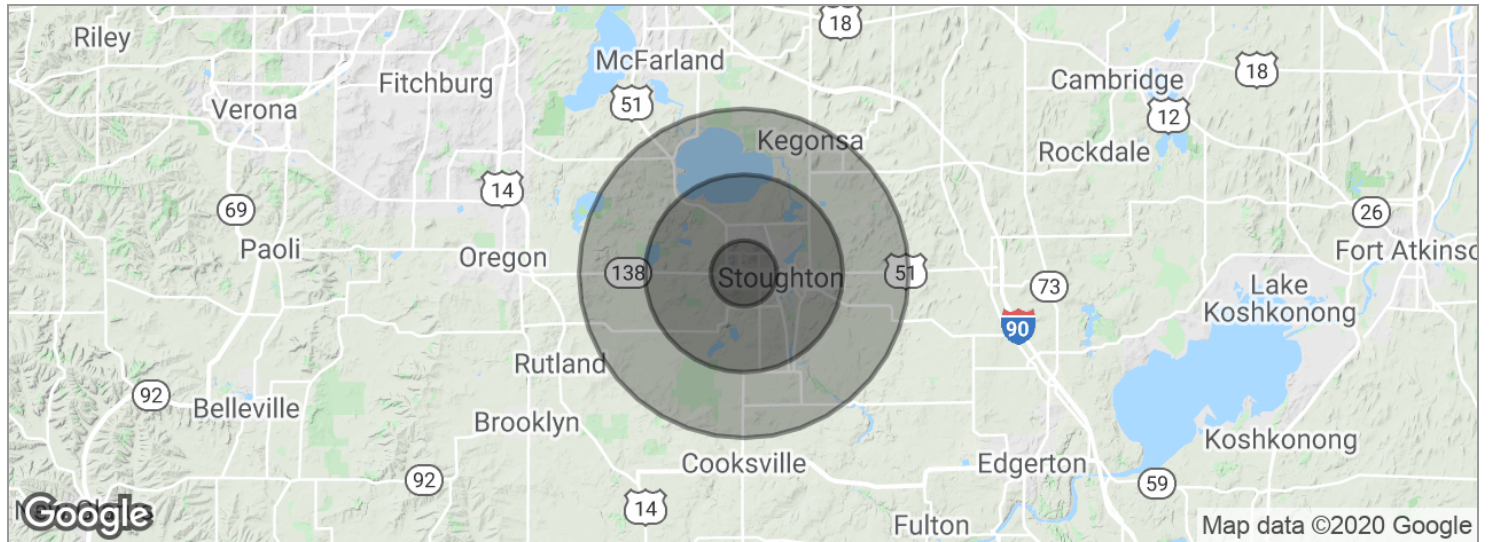 18
Riley
McFarland
Fitchburg
18
Cambridge
51
Verona
12
Kegonsa
Rockdale
14
69
26
Paoli
Oregon
Fort Atkinso
138
Stoughton
51
73
Lake
Koshkonong
90
Rutland
92
Belleville
Brooklyn
Koshkonong
Cooksville
Edgerton
92
59
14
Google
Fulton
Map data ©2020 Google